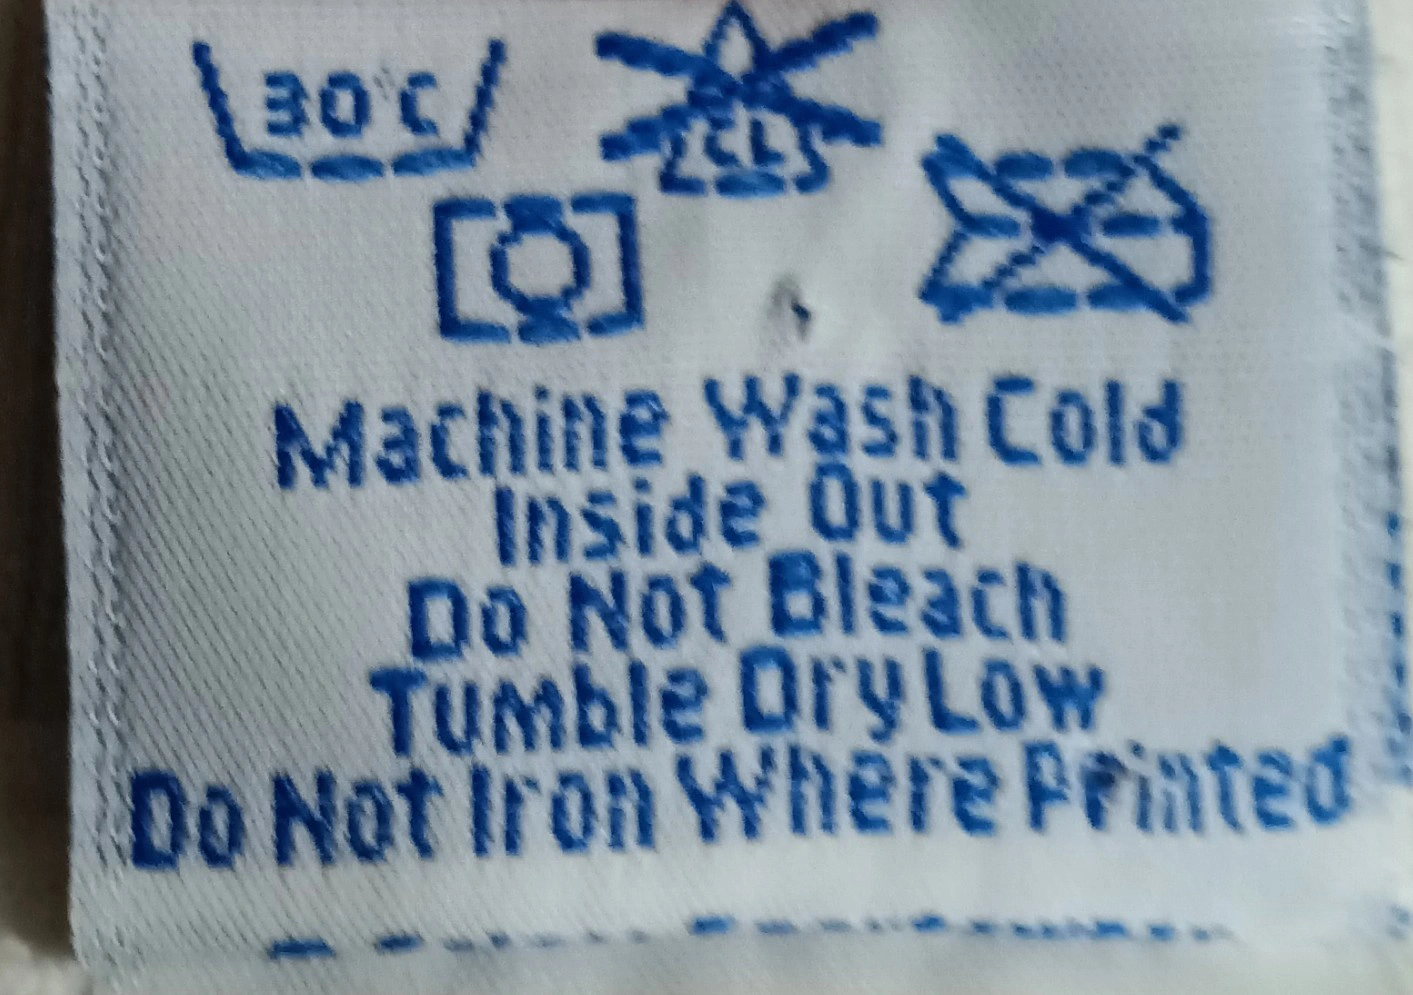 30°C
CL
Machine Wash Cold
Inside Out
Do Not Bleach
Tumble Dry Low
Do Not Iron Where Printed